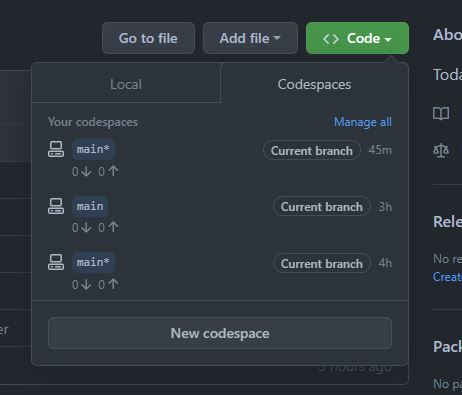 Go to file Add file Code Abo
Toda
Local Codespaces
Your codespaces Manage all
main* Current branch 45m
0 0
main Current branch 3h
0 0
Rele
main* Current branch 4h
No re
0 0
Create
New codespace
er
Pack
hours ago
No pa